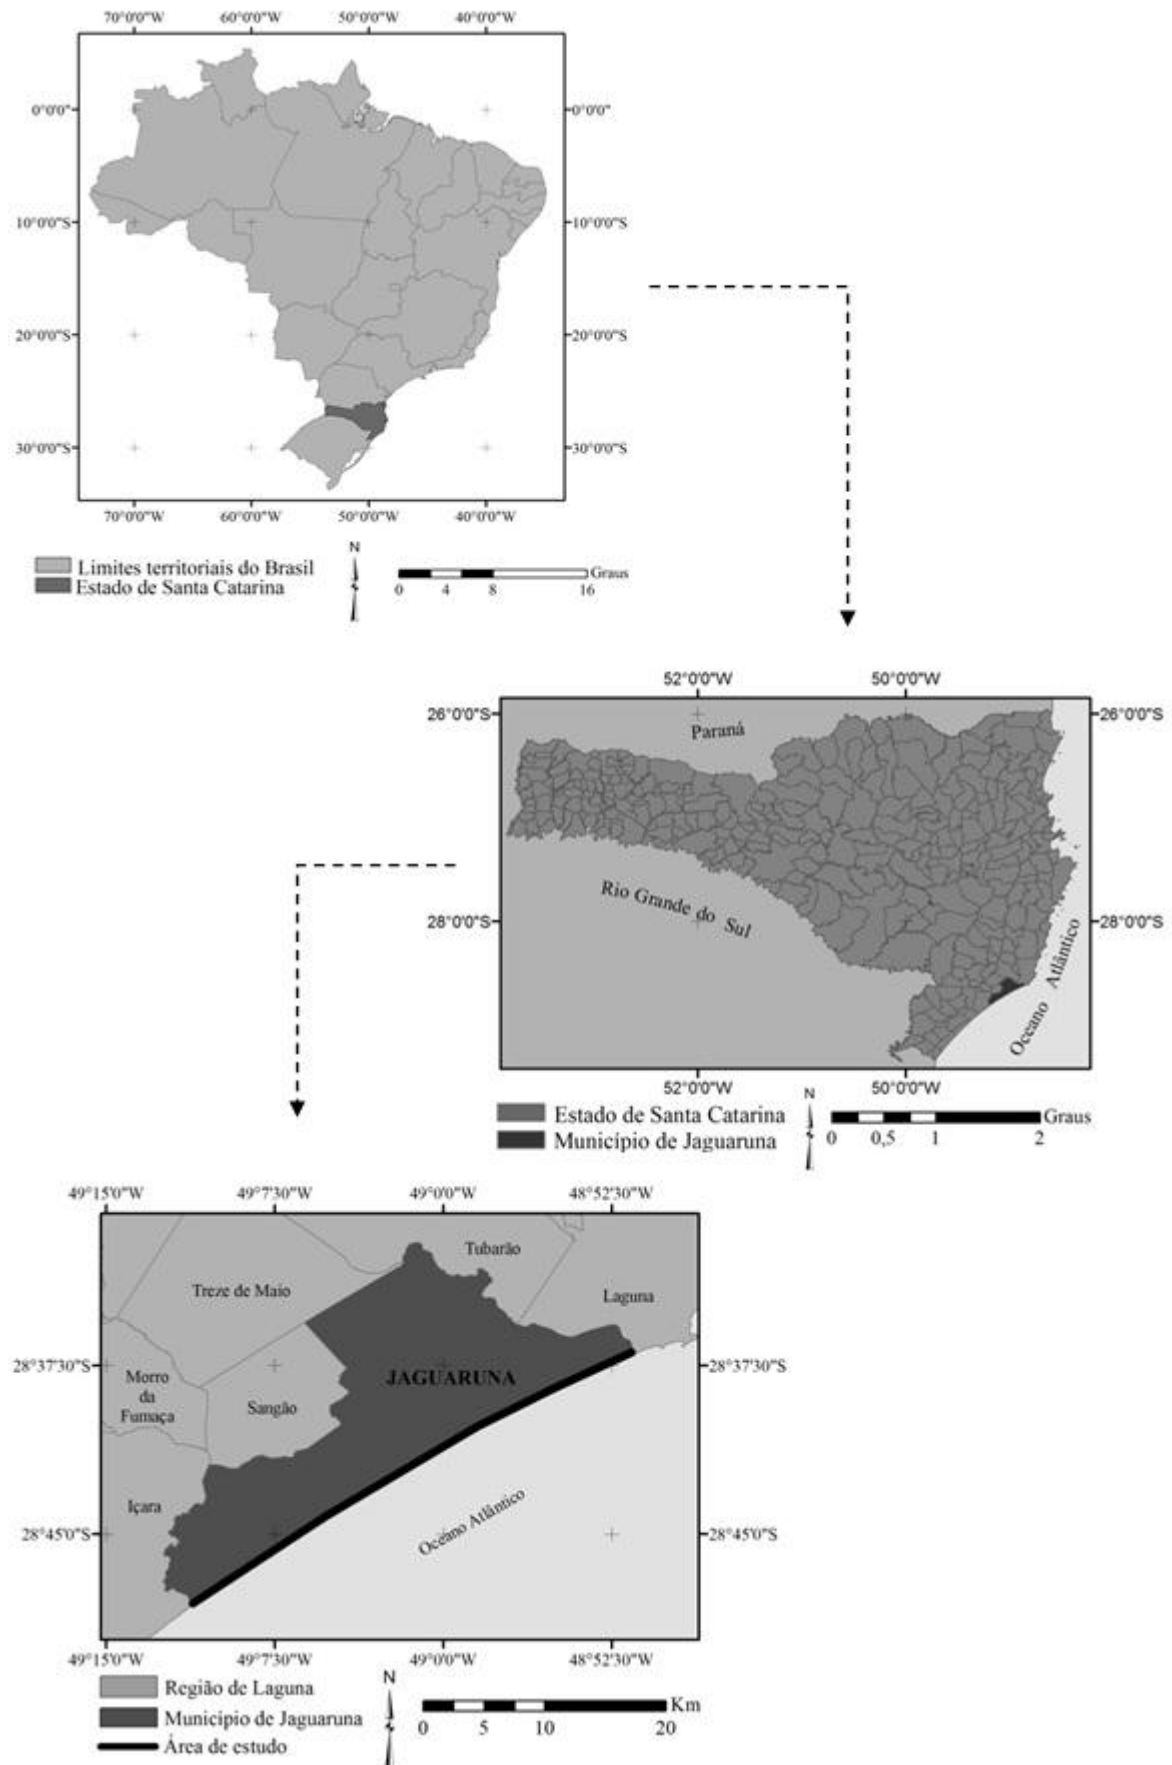 70°0'0"W 60°0'0"W 50°0'0"W 40°0'0"W
0°0'0" 0°0'0"
10°0'0"S 10°0'0"S
20°0'0"S 20°0'0"S
30°0'0"S 30°0'0"S
70°0'0"W 60°0'0"W 50°0'0"W 40°0'0"W
Limites territoriais do Brasil
Estado de Santa Catarina
N
Graus
0 4 8 16
52°0'0"W 50°0'0"W
26°0'0"S 26°0'0"S
Paraná
Rio Grande do Sul
28°0'0"S 28°0'0"S
Oceano Atlântico
52°0'0"W 50°0'0"W
Estado de Santa Catarina
Município de Jaguaruna
N
Graus
0 0,5 1 2
49°15'0"W 49°7'30"W 49°0'0"W 48°52'30"W
Tubarão
Treze de Maio
Laguna
28°37'30"S 28°37'30"S
JAGUARUNA
Morro
da
Fumaça
Sangão
Içara
Oceano Atlântico
28°45'0"S 28°45'0"S
49°15'0"W 49°7'30"W 49°0'0"W 48°52'30"W
Região de Laguna
Município de Jaguaruna
Área de estudo
N
Km
0 5 10 20